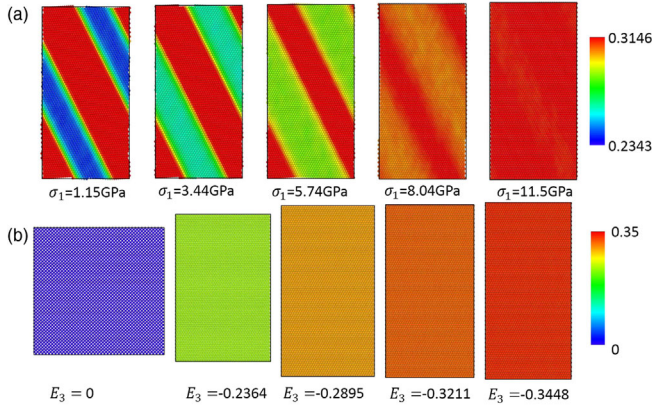 (a)
0.3146
0.2343
σ₁=1.15GPa σ₁=3.44GPa σ₁=5.74GPa σ₁=8.04GPa σ₁=11.5GPa
(b)
0.35
0
E₃ = 0 E₃ =-0.2364 E₃ =-0.2895 E₃ =-0.3211 E₃ =-0.3448